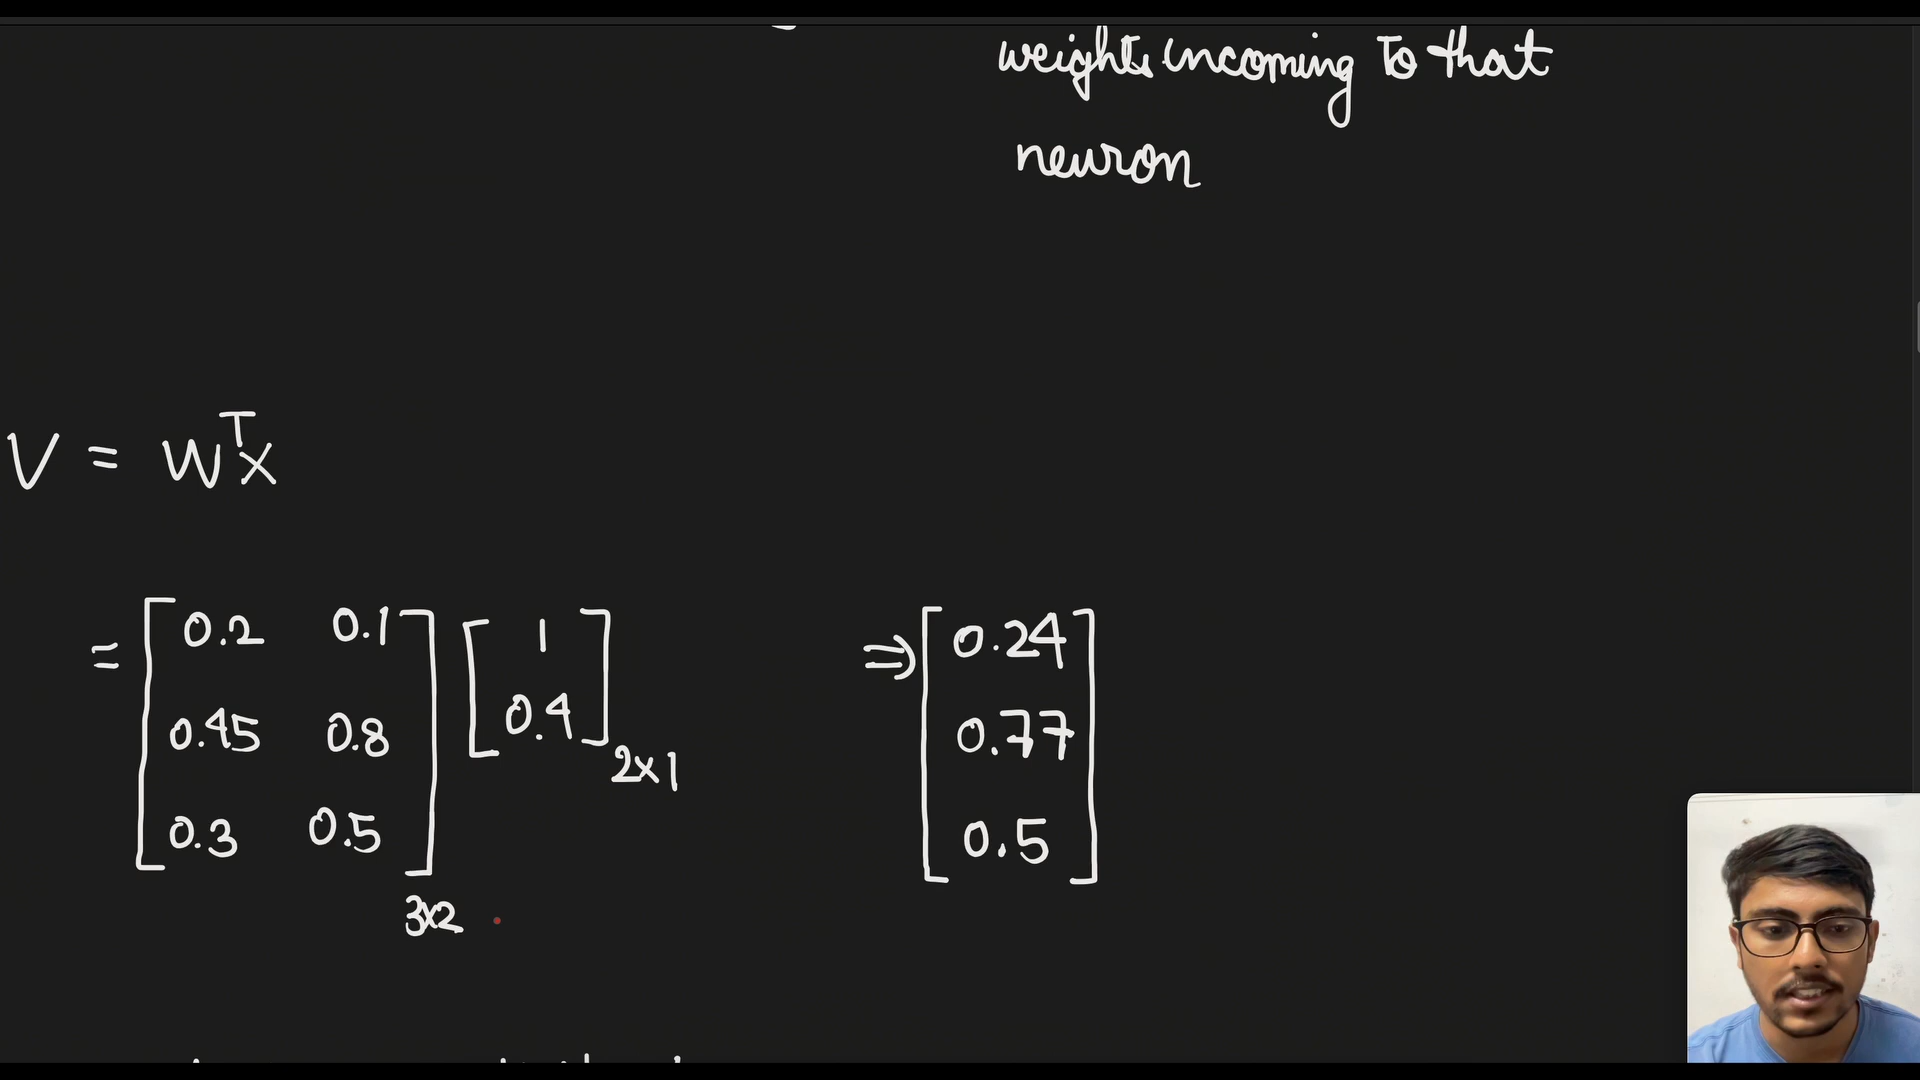 weights incoming to that
neuron
V = Wᵀx
= [0.2 0.1] [1] ⇒ [0.24]
[0.45 0.8] [0.4] 2x1 [0.77]
[0.3 0.5] 3x2 [0.5]